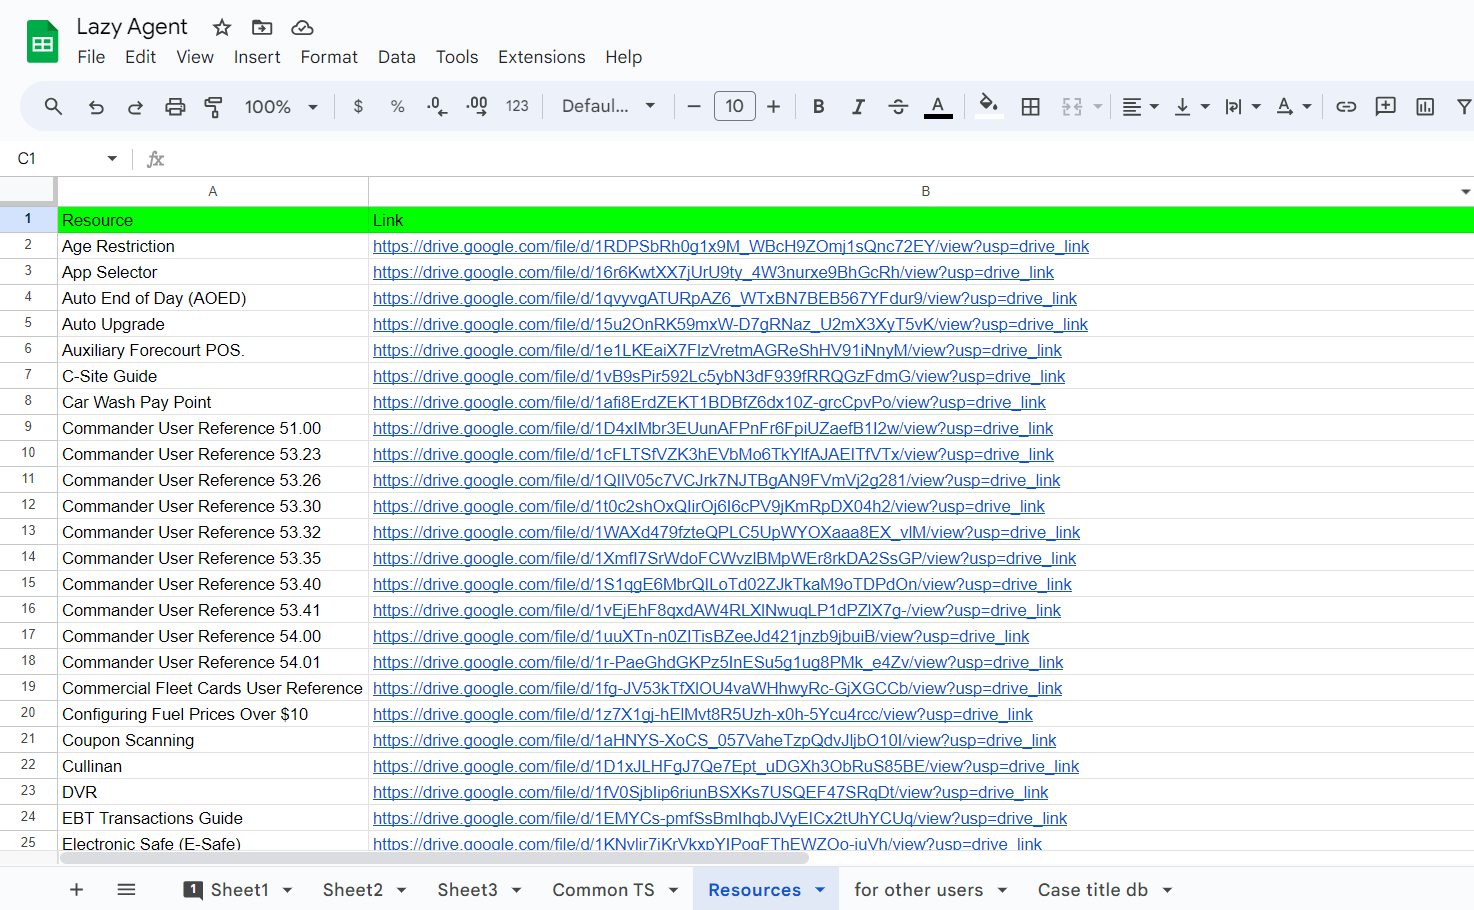 Lazy Agent
File Edit View Insert Format Data Tools Extensions Help
100% $ % .0 .00 123 Defaul... 10 B I S A A
C1 fx
A B
1 Resource Link
2 Age Restriction https://drive.google.com/file/d/1RDPSbRh0g1x9M_WBcH9ZOmj1sQnc72EY/view?usp=drive_link
3 App Selector https://drive.google.com/file/d/16r6KwtXX7jUrU9ty_4W3nurxe9BhGcRh/view?usp=drive_link
4 Auto End of Day (AOED) https://drive.google.com/file/d/1qvyvgATURpAZ6_WTxBN7BEB567YFdur9/view?usp=drive_link
5 Auto Upgrade https://drive.google.com/file/d/15u2OnRK59mxW-D7gRNaz_U2mX3XyT5vK/view?usp=drive_link
6 Auxiliary Forecourt POS. https://drive.google.com/file/d/1e1LKEaiX7FlzVretmAGReShHV91iNnyM/view?usp=drive_link
7 C-Site Guide https://drive.google.com/file/d/1vB9sPir592Lc5ybN3dF939fRRQGzFdmG/view?usp=drive_link
8 Car Wash Pay Point https://drive.google.com/file/d/1afi8ErdZEKT1BDBfZ6dx10Z-grcCpvPo/view?usp=drive_link
9 Commander User Reference 51.00 https://drive.google.com/file/d/1D4xIMbr3EUunAFPnFr6FpiUZaefB1I2w/view?usp=drive_link
10 Commander User Reference 53.23 https://drive.google.com/file/d/1cFLTSfVZK3hEVbMo6TkYlfAJAEITfVTx/view?usp=drive_link
11 Commander User Reference 53.26 https://drive.google.com/file/d/1QIlV05c7VCJrk7NJTBgAN9FVmVj2g281/view?usp=drive_link
12 Commander User Reference 53.30 https://drive.google.com/file/d/1t0c2shOxQIirOj6I6cPV9jKmRpDX04h2/view?usp=drive_link
13 Commander User Reference 53.32 https://drive.google.com/file/d/1WAXd479fzteQPLC5UpWYOXaaa8EX_vlM/view?usp=drive_link
14 Commander User Reference 53.35 https://drive.google.com/file/d/1XmfI7SrWdoFCWvzlBMpWEr8rkDA2SsGP/view?usp=drive_link
15 Commander User Reference 53.40 https://drive.google.com/file/d/1S1qgE6MbrQILoTd02ZJkTkaM9oTDPdOn/view?usp=drive_link
16 Commander User Reference 53.41 https://drive.google.com/file/d/1vEjEhF8qxdAW4RLXlNwuqLP1dPZlX7g-/view?usp=drive_link
17 Commander User Reference 54.00 https://drive.google.com/file/d/1uuXTn-n0ZITisBZeeJd421jnzb9jbuiB/view?usp=drive_link
18 Commander User Reference 54.01 https://drive.google.com/file/d/1r-PaeGhdGKPz5InESu5g1ug8PMk_e4Zv/view?usp=drive_link
19 Commercial Fleet Cards User Reference https://drive.google.com/file/d/1fg-JV53kTfXlOU4vaWHhwyRc-GjXGCCb/view?usp=drive_link
20 Configuring Fuel Prices Over $10 https://drive.google.com/file/d/1z7X1gj-hElMvt8R5Uzh-x0h-5Ycu4rcc/view?usp=drive_link
21 Coupon Scanning https://drive.google.com/file/d/1aHNYS-XoCS_057VaheTzpQdvJljbO10I/view?usp=drive_link
22 Cullinan https://drive.google.com/file/d/1D1xJLHFgJ7Qe7Ept_uDGXh3ObRuS85BE/view?usp=drive_link
23 DVR https://drive.google.com/file/d/1fV0SjbIip6riunBSXKs7USQEF47SRqDt/view?usp=drive_link
24 EBT Transactions Guide https://drive.google.com/file/d/1EMYCs-pmfSsBmIhqbJVyEICx2tUhYCUq/view?usp=drive_link
25 Electronic Safe (E-Safe) https://drive.google.com/file/d/1KNvlir7iKrVkxpYIPoqFThEWZOo-iuVh/view?usp=drive_link
1 Sheet1 Sheet2 Sheet3 Common TS Resources for other users Case title db